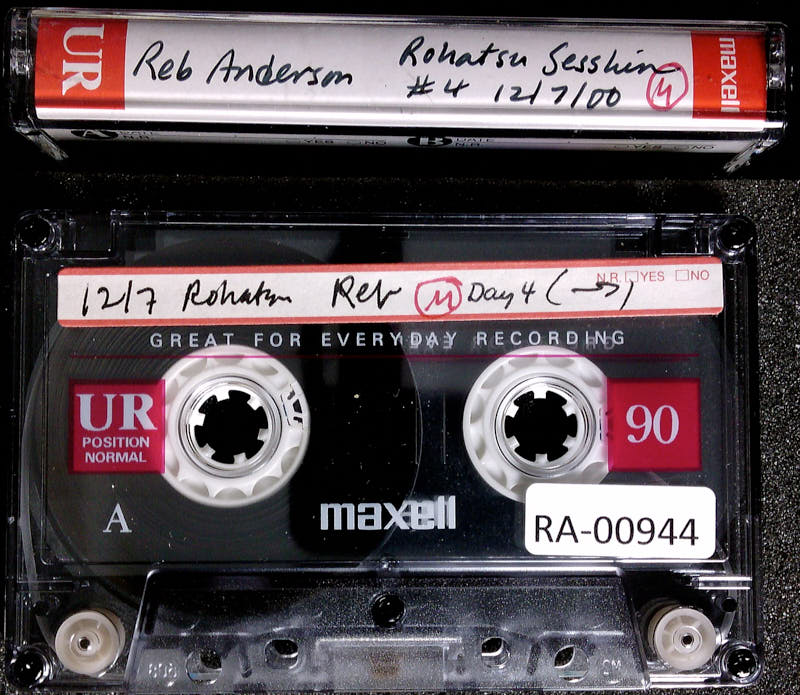 UR
Reb Anderson
Rohatsu Sesshin
#4 12/7/00 M
maxell
A
YES NO
B DATE
N.R.
12/7 Rohatsu Reb M Day 4 (→)
N.R. YES NO
GREAT FOR EVERYDAY RECORDING
UR
POSITION
NORMAL
90
A
maxell
RA-00944